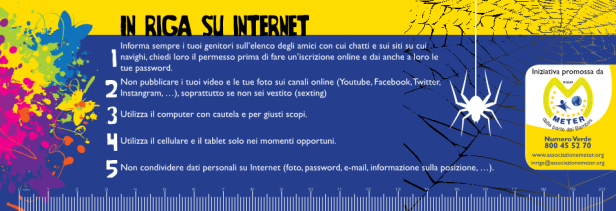 IN RIGA SU INTERNET
1 Informa sempre i tuoi genitori sull'elenco degli amici con cui chatti e sui siti su cui
navighi, chiedi loro il permesso prima di fare un'iscrizione online e dai anche a loro le
tue password.
2 Non pubblicare i tuoi video e le tue foto sui canali online (Youtube, Facebook, Twitter,
Instangram, …), soprattutto se non sei vestito (sexting)
3 Utilizza il computer con cautela e per giusti scopi.
4 Utilizza il cellulare e il tablet solo nei momenti opportuni.
5 Non condividere dati personali su Internet (foto, password, e-mail, informazione sulla posizione, …).
Iniziativa promossa da
METER
dalla parte dei Bambini
Numero Verde
800 45 52 70
www.associazionemeter.org